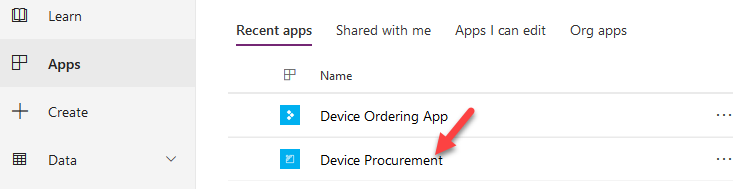 Learn
Apps
Create
Data
Recent apps Shared with me Apps I can edit Org apps
Name
Device Ordering App
Device Procurement